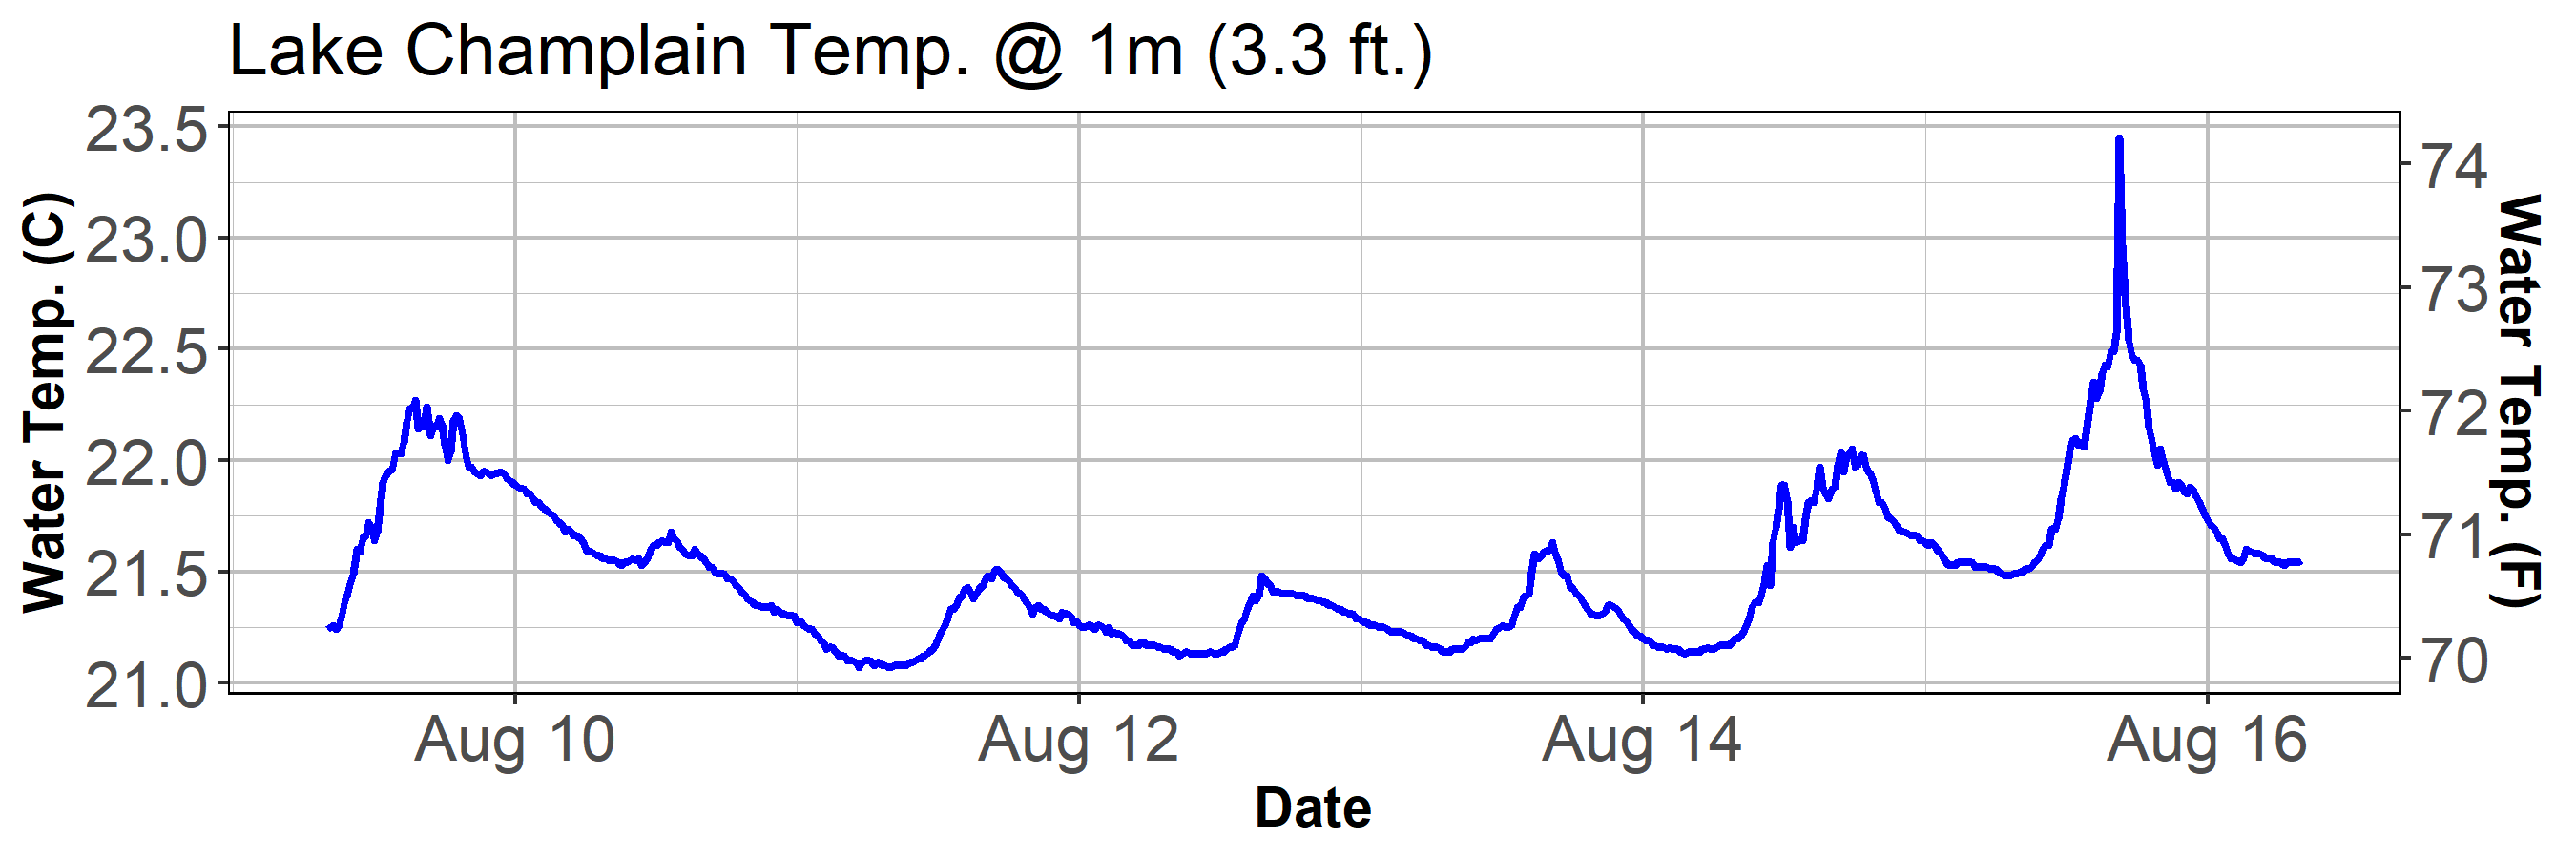 Lake Champlain Temp. @ 1m (3.3 ft.)
Water Temp. (C)
23.5
23.0
22.5
22.0
21.5
21.0
74
73
72
71
70
Water Temp. (F)
Aug 10
Aug 12
Aug 14
Aug 16
Date